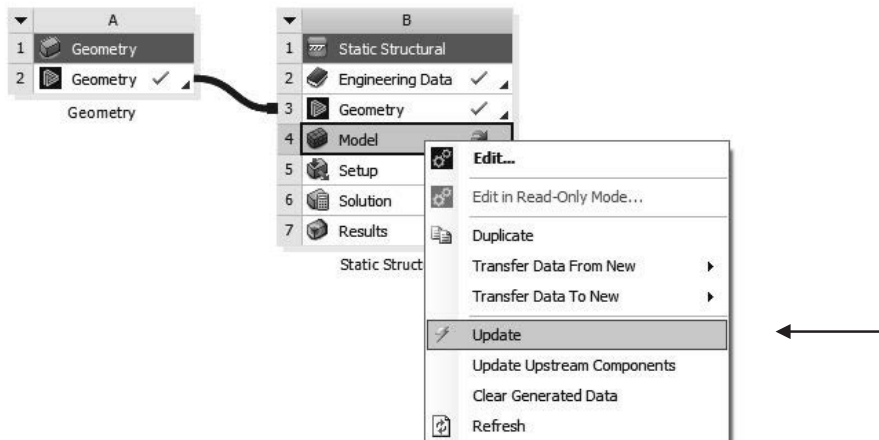 A
1 Geometry
2 Geometry
Geometry
B
1 Static Structural
2 Engineering Data
3 Geometry
4 Model
5 Setup
6 Solution
7 Results
Static Struct
Edit...
Edit in Read-Only Mode...
Duplicate
Transfer Data From New
Transfer Data To New
Update
Update Upstream Components
Clear Generated Data
Refresh